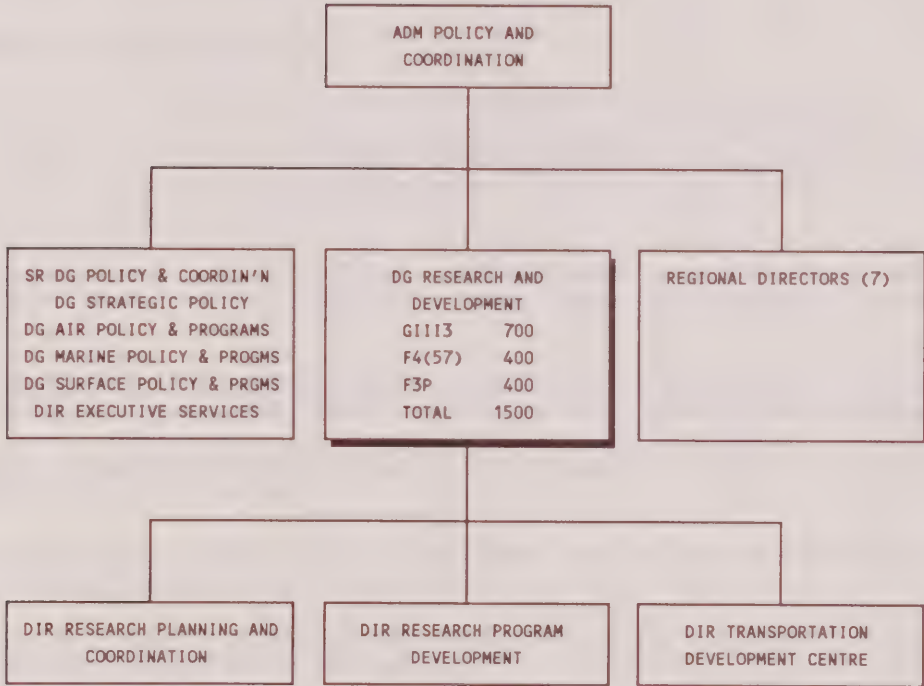 ADM POLICY AND
COORDINATION
SR DG POLICY & COORDIN'N
DG STRATEGIC POLICY
DG AIR POLICY & PROGRAMS
DG MARINE POLICY & PROGMS
DG SURFACE POLICY & PRGMS
DIR EXECUTIVE SERVICES
DG RESEARCH AND
DEVELOPMENT
GIII3 700
F4(57) 400
F3P 400
TOTAL 1500
REGIONAL DIRECTORS (7)
DIR RESEARCH PLANNING AND
COORDINATION
DIR RESEARCH PROGRAM
DEVELOPMENT
DIR TRANSPORTATION
DEVELOPMENT CENTRE